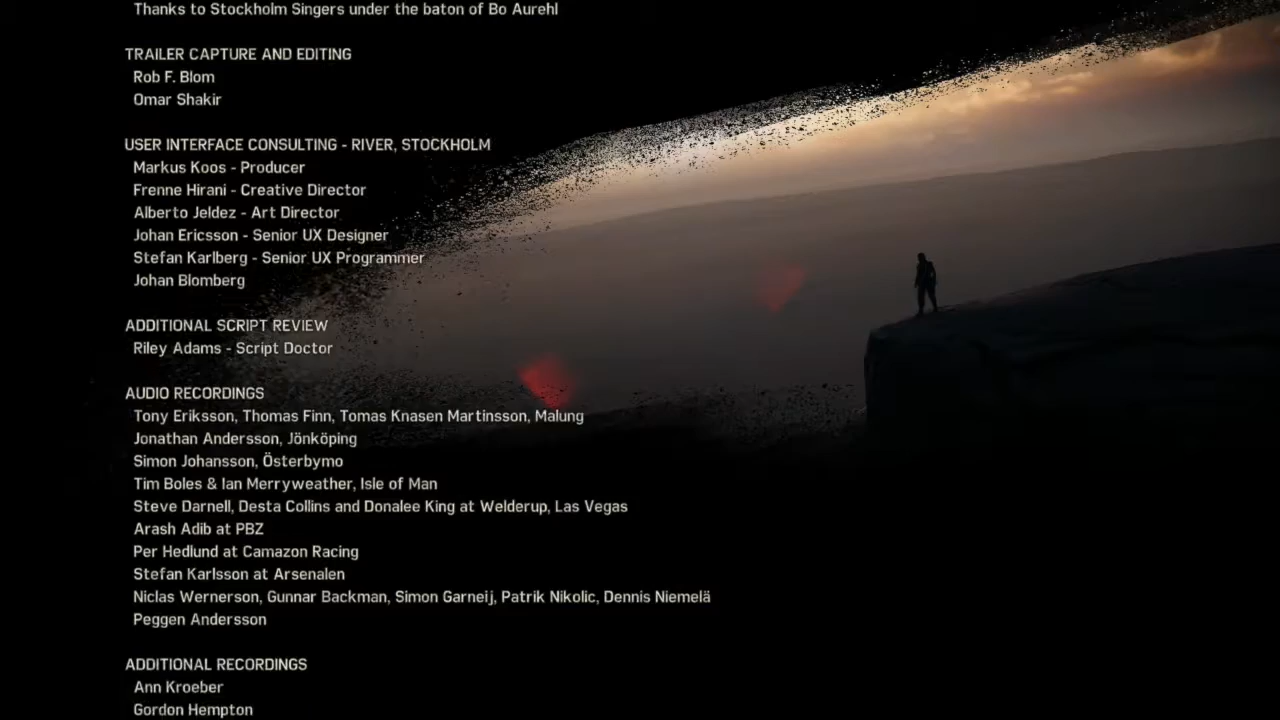 Thanks to Stockholm Singers under the baton of Bo Aurehl
TRAILER CAPTURE AND EDITING
Rob F. Blom
Omar Shakir
USER INTERFACE CONSULTING - RIVER, STOCKHOLM
Markus Koos - Producer
Frenne Hirani - Creative Director
Alberto Jeldez - Art Director
Johan Ericsson - Senior UX Designer
Stefan Karlberg - Senior UX Programmer
Johan Blomberg
ADDITIONAL SCRIPT REVIEW
Riley Adams - Script Doctor
AUDIO RECORDINGS
Tony Eriksson, Thomas Finn, Tomas Knasen Martinsson, Malung
Jonathan Andersson, Jönköping
Simon Johansson, Österbymo
Tim Boles & Ian Merryweather, Isle of Man
Steve Darnell, Desta Collins and Donalee King at Welderup, Las Vegas
Arash Adib at PBZ
Per Hedlund at Camazon Racing
Stefan Karlsson at Arsenalen
Niclas Wernerson, Gunnar Backman, Simon Garneij, Patrik Nikolic, Dennis Niemelä
Peggen Andersson
ADDITIONAL RECORDINGS
Ann Kroeber
Gordon Hempton